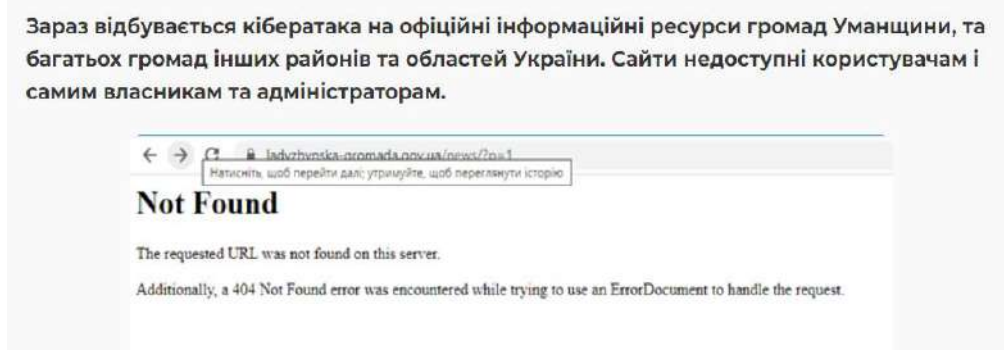 Зараз відбувається кібератака на офіційні інформаційні ресурси громад Уманщини, та
багатьох громад інших районів та областей України. Сайти недоступні користувачам і
самим власникам та адміністраторам.
ladyzhynska-gromada.gov.ua/news/?p=1
Натисніть, щоб перейти далі; утримуйте, щоб переглянути історію
Not Found
The requested URL was not found on this server.
Additionally, a 404 Not Found error was encountered while trying to use an ErrorDocument to handle the request.